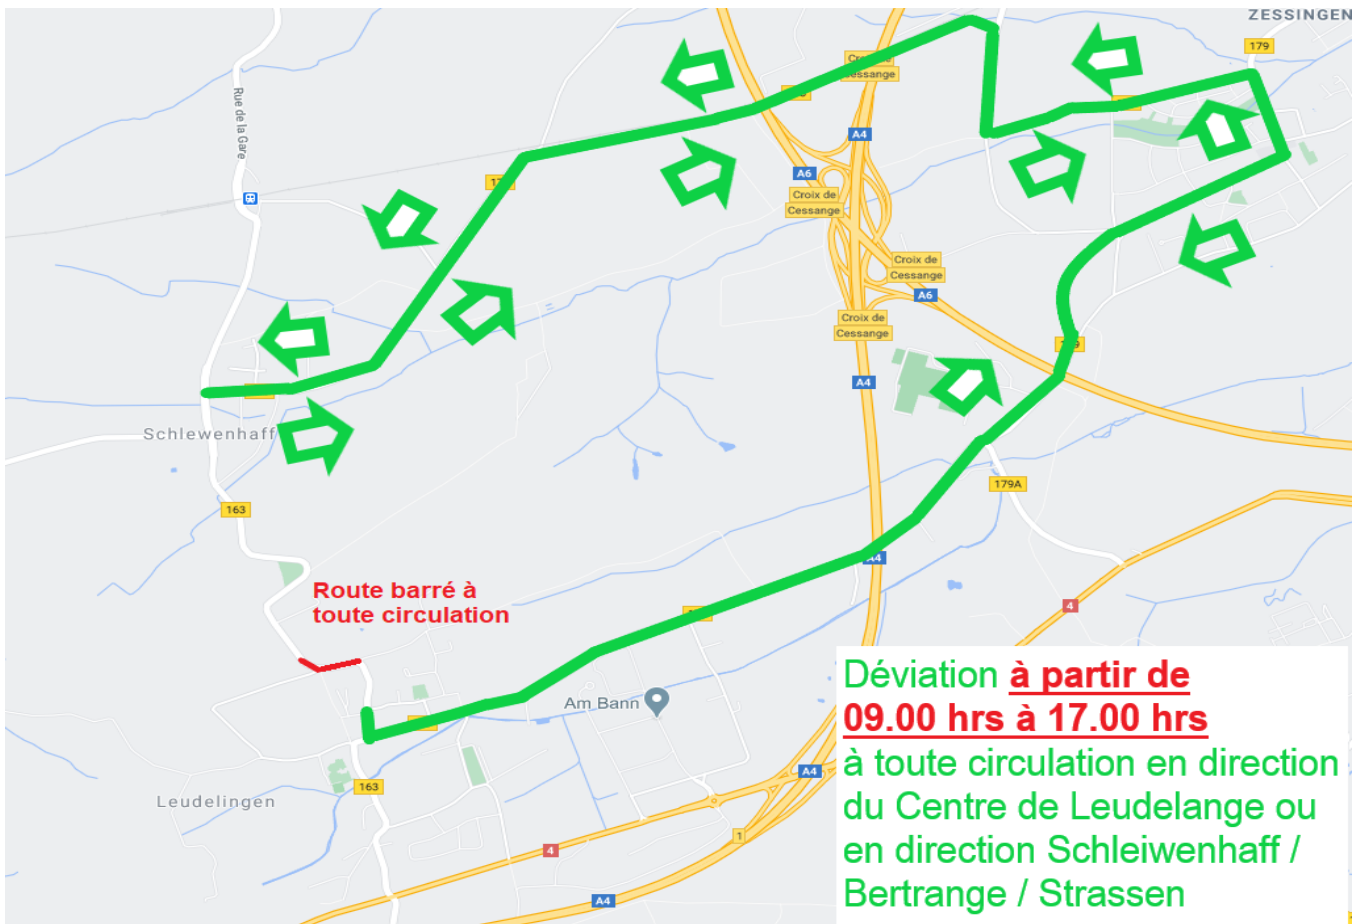 ZESSINGEN
179
Croix de
Cessange
Rue de la Gare
A4
A6
Croix de
Cessange
Croix de
Cessange
A6
Croix de
Cessange
A4
Schlewenhaff
163
179A
A4
Route barré à
toute circulation
4
Am Bann
163
Leudelingen
A4
1
4
A4
Déviation à partir de
09.00 hrs à 17.00 hrs
à toute circulation en direction
du Centre de Leudelange ou
en direction Schleiwenhaff /
Bertrange / Strassen